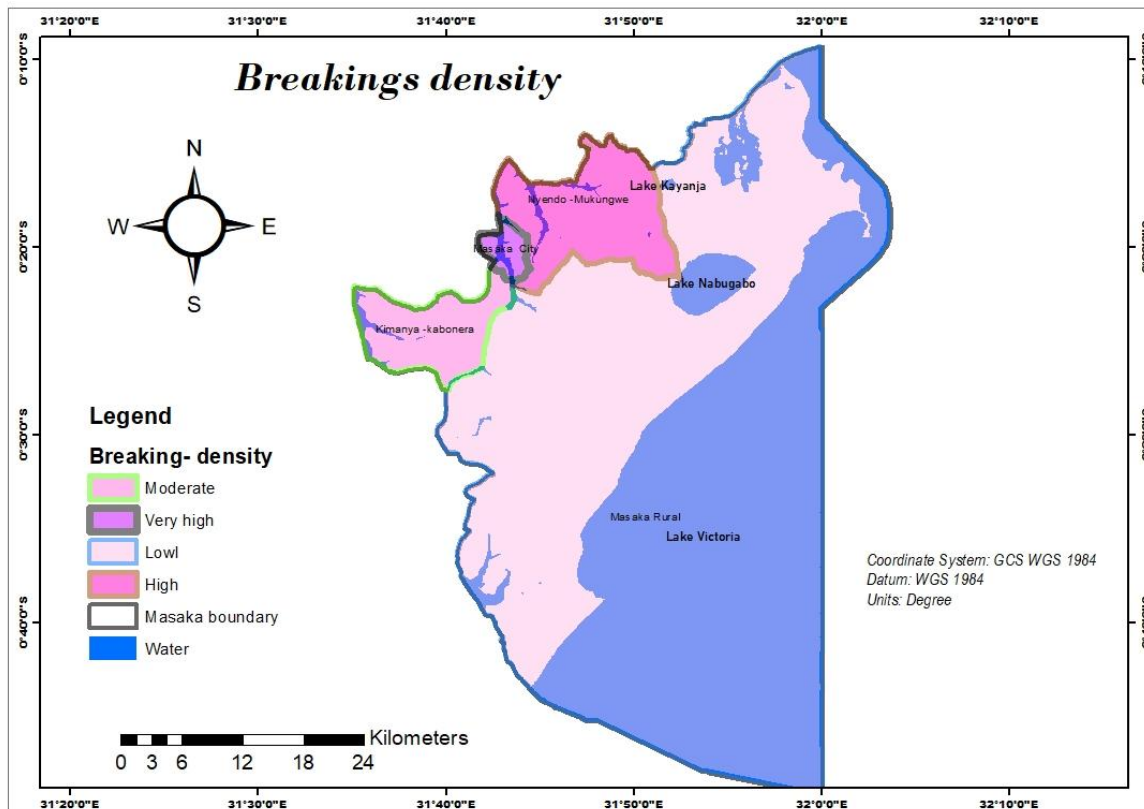 31°20'0"E 31°30'0"E 31°40'0"E 31°50'0"E 32°0'0"E 32°10'0"E
Breakings density
0°10'0"S
N
W E
S
Lake Kayanja
Nyendo -Mukungwe
Masaka City
0°20'0"S
Lake Nabugabo
Kimanya -kabonera
Legend
Breaking- density
Moderate
Very high
Lowl
High
Masaka boundary
Water
0°30'0"S
Masaka Rural
Lake Victoria
Coordinate System: GCS WGS 1984
Datum: WGS 1984
Units: Degree
0°40'0"S
Kilometers
0 3 6 12 18 24
31°20'0"E 31°30'0"E 31°40'0"E 31°50'0"E 32°0'0"E 32°10'0"E